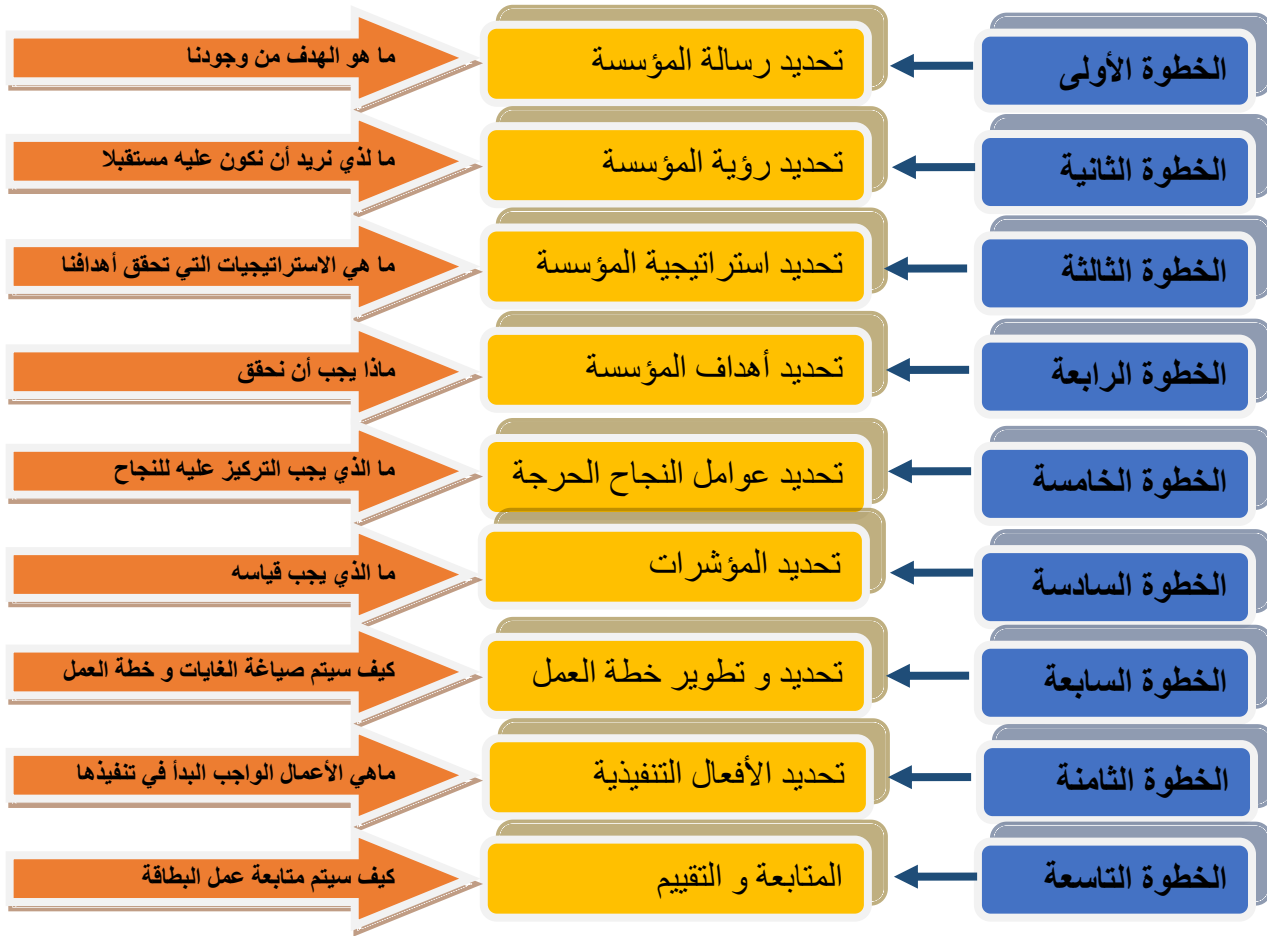 الخطوة الأولى
تحديد رسالة المؤسسة
ما هو الهدف من وجودنا
الخطوة الثانية
تحديد رؤية المؤسسة
ما لذي نريد أن نكون عليه مستقبلا
الخطوة الثالثة
تحديد استراتيجية المؤسسة
ما هي الاستراتيجيات التي تحقق أهدافنا
الخطوة الرابعة
تحديد أهداف المؤسسة
ماذا يجب أن نحقق
الخطوة الخامسة
تحديد عوامل النجاح الحرجة
ما الذي يجب التركيز عليه للنجاح
الخطوة السادسة
تحديد المؤشرات
ما الذي يجب قياسه
الخطوة السابعة
تحديد و تطوير خطة العمل
كيف سيتم صياغة الغايات و خطة العمل
الخطوة الثامنة
تحديد الأفعال التنفيذية
ماهي الأعمال الواجب البدأ في تنفيذها
الخطوة التاسعة
المتابعة و التقييم
كيف سيتم متابعة عمل البطاقة